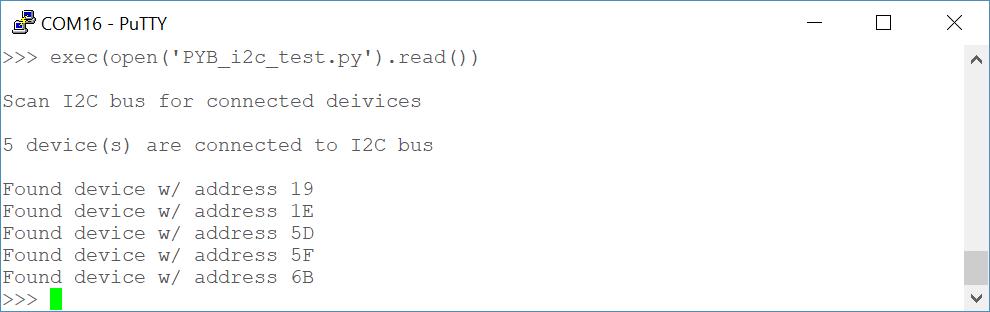 COM16 - PuTTY
>>> exec(open('PYB_i2c_test.py').read())
Scan I2C bus for connected deivices
5 device(s) are connected to I2C bus
Found device w/ address 19
Found device w/ address 1E
Found device w/ address 5D
Found device w/ address 5F
Found device w/ address 6B
>>>